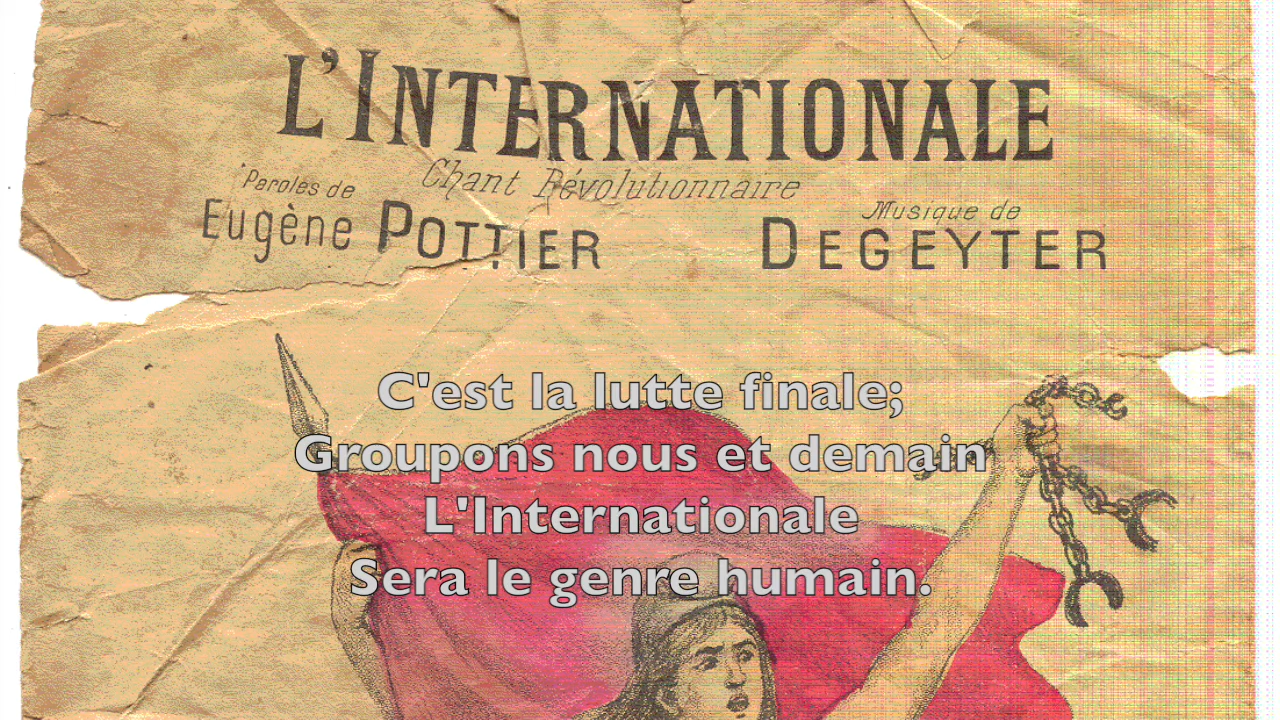 L'INTERNATIONALE
Chant Révolutionnaire
Paroles de
Eugène POTTIER
Musique de
DEGEYTER
C'est la lutte finale;
Groupons nous et demain
L'Internationale
Sera le genre humain.